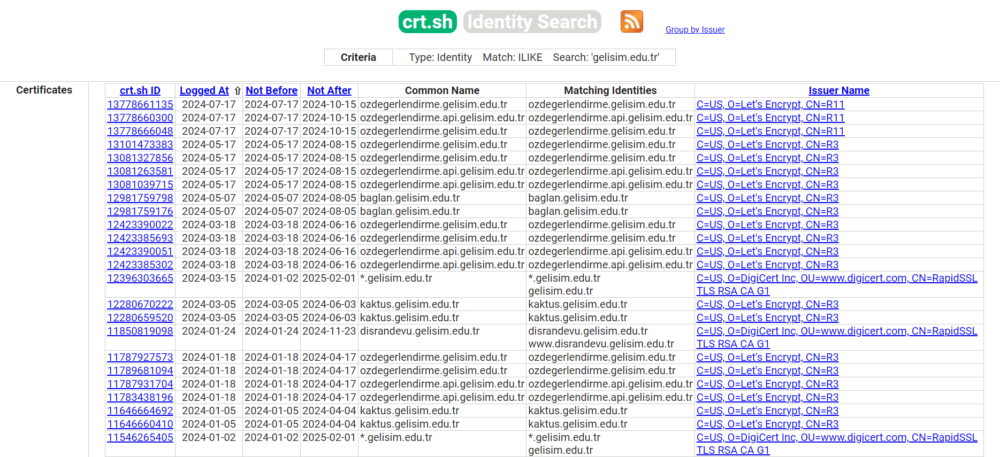 crt.sh Identity Search Group by Issuer
Criteria Type: Identity Match: ILIKE Search: 'gelisim.edu.tr'
Certificates crt.sh ID Logged At ⇧ Not Before Not After Common Name Matching Identities Issuer Name
13778661135 2024-07-17 2024-07-17 2024-10-15 ozdegerlendirme.gelisim.edu.tr ozdegerlendirme.gelisim.edu.tr C=US, O=Let's Encrypt, CN=R11
13778660300 2024-07-17 2024-07-17 2024-10-15 ozdegerlendirme.api.gelisim.edu.tr ozdegerlendirme.api.gelisim.edu.tr C=US, O=Let's Encrypt, CN=R11
13778666048 2024-07-17 2024-07-17 2024-10-15 ozdegerlendirme.gelisim.edu.tr ozdegerlendirme.gelisim.edu.tr C=US, O=Let's Encrypt, CN=R11
13101473383 2024-05-17 2024-05-17 2024-08-15 ozdegerlendirme.gelisim.edu.tr ozdegerlendirme.gelisim.edu.tr C=US, O=Let's Encrypt, CN=R3
13081327856 2024-05-17 2024-05-17 2024-08-15 ozdegerlendirme.gelisim.edu.tr ozdegerlendirme.gelisim.edu.tr C=US, O=Let's Encrypt, CN=R3
13081263581 2024-05-17 2024-05-17 2024-08-15 ozdegerlendirme.api.gelisim.edu.tr ozdegerlendirme.api.gelisim.edu.tr C=US, O=Let's Encrypt, CN=R3
13081039715 2024-05-17 2024-05-17 2024-08-15 ozdegerlendirme.api.gelisim.edu.tr ozdegerlendirme.api.gelisim.edu.tr C=US, O=Let's Encrypt, CN=R3
12981759798 2024-05-07 2024-05-07 2024-08-05 baglan.gelisim.edu.tr baglan.gelisim.edu.tr C=US, O=Let's Encrypt, CN=R3
12981759176 2024-05-07 2024-05-07 2024-08-05 baglan.gelisim.edu.tr baglan.gelisim.edu.tr C=US, O=Let's Encrypt, CN=R3
12423390022 2024-03-18 2024-03-18 2024-06-16 ozdegerlendirme.gelisim.edu.tr ozdegerlendirme.gelisim.edu.tr C=US, O=Let's Encrypt, CN=R3
12423385693 2024-03-18 2024-03-18 2024-06-16 ozdegerlendirme.gelisim.edu.tr ozdegerlendirme.gelisim.edu.tr C=US, O=Let's Encrypt, CN=R3
12423390051 2024-03-18 2024-03-18 2024-06-16 ozdegerlendirme.api.gelisim.edu.tr ozdegerlendirme.api.gelisim.edu.tr C=US, O=Let's Encrypt, CN=R3
12423385302 2024-03-18 2024-03-18 2024-06-16 ozdegerlendirme.api.gelisim.edu.tr ozdegerlendirme.api.gelisim.edu.tr C=US, O=Let's Encrypt, CN=R3
12396303665 2024-03-15 2024-01-02 2025-02-01 *.gelisim.edu.tr *.gelisim.edu.tr C=US, O=DigiCert Inc, OU=www.digicert.com, CN=RapidSSL
gelisim.edu.tr TLS RSA CA G1
12280670222 2024-03-05 2024-03-05 2024-06-03 kaktus.gelisim.edu.tr kaktus.gelisim.edu.tr C=US, O=Let's Encrypt, CN=R3
12280659520 2024-03-05 2024-03-05 2024-06-03 kaktus.gelisim.edu.tr kaktus.gelisim.edu.tr C=US, O=Let's Encrypt, CN=R3
11850819098 2024-01-24 2024-01-24 2024-11-23 disrandevu.gelisim.edu.tr disrandevu.gelisim.edu.tr C=US, O=DigiCert Inc, OU=www.digicert.com, CN=RapidSSL
www.disrandevu.gelisim.edu.tr TLS RSA CA G1
11787927573 2024-01-18 2024-01-18 2024-04-17 ozdegerlendirme.gelisim.edu.tr ozdegerlendirme.gelisim.edu.tr C=US, O=Let's Encrypt, CN=R3
11789681094 2024-01-18 2024-01-18 2024-04-17 ozdegerlendirme.gelisim.edu.tr ozdegerlendirme.gelisim.edu.tr C=US, O=Let's Encrypt, CN=R3
11787931704 2024-01-18 2024-01-18 2024-04-17 ozdegerlendirme.api.gelisim.edu.tr ozdegerlendirme.api.gelisim.edu.tr C=US, O=Let's Encrypt, CN=R3
11783438196 2024-01-18 2024-01-18 2024-04-17 ozdegerlendirme.api.gelisim.edu.tr ozdegerlendirme.api.gelisim.edu.tr C=US, O=Let's Encrypt, CN=R3
11646664692 2024-01-05 2024-01-05 2024-04-04 kaktus.gelisim.edu.tr kaktus.gelisim.edu.tr C=US, O=Let's Encrypt, CN=R3
11646660410 2024-01-05 2024-01-05 2024-04-04 kaktus.gelisim.edu.tr kaktus.gelisim.edu.tr C=US, O=Let's Encrypt, CN=R3
11546265405 2024-01-02 2024-01-02 2025-02-01 *.gelisim.edu.tr *.gelisim.edu.tr C=US, O=DigiCert Inc, OU=www.digicert.com, CN=RapidSSL
gelisim.edu.tr TLS RSA CA G1